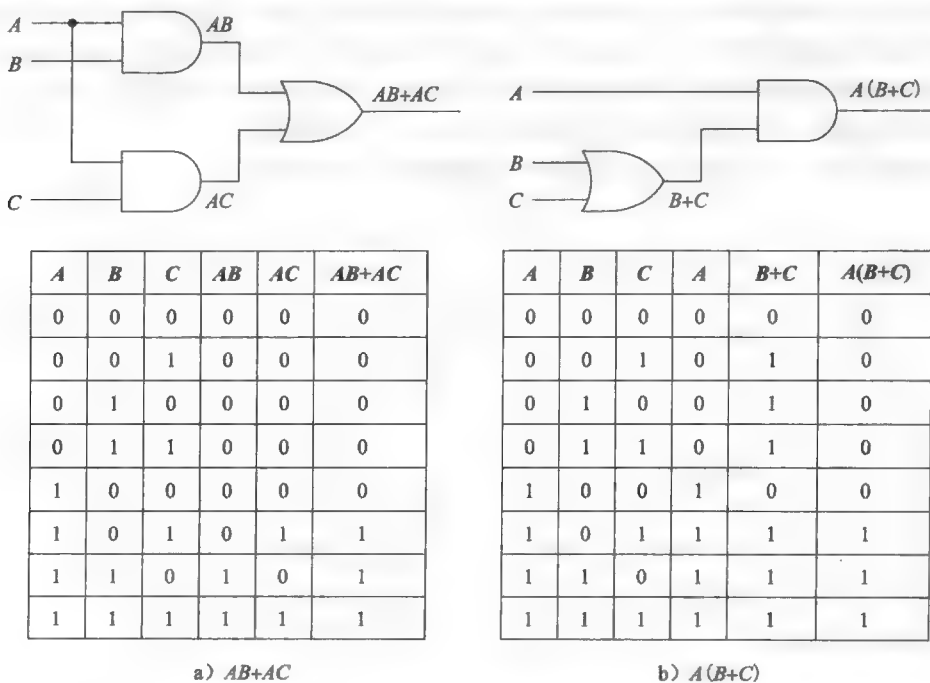 A
B
C
AB
AC
AB+AC
A
B
C
B+C
A(B+C)
A B C AB AC AB+AC
0 0 0 0 0 0
0 0 1 0 0 0
0 1 0 0 0 0
0 1 1 0 0 0
1 0 0 0 0 0
1 0 1 0 1 1
1 1 0 1 0 1
1 1 1 1 1 1
a) AB+AC
A B C A B+C A(B+C)
0 0 0 0 0 0
0 0 1 0 1 0
0 1 0 0 1 0
0 1 1 0 1 0
1 0 0 1 0 0
1 0 1 1 1 1
1 1 0 1 1 1
1 1 1 1 1 1
b) A(B+C)